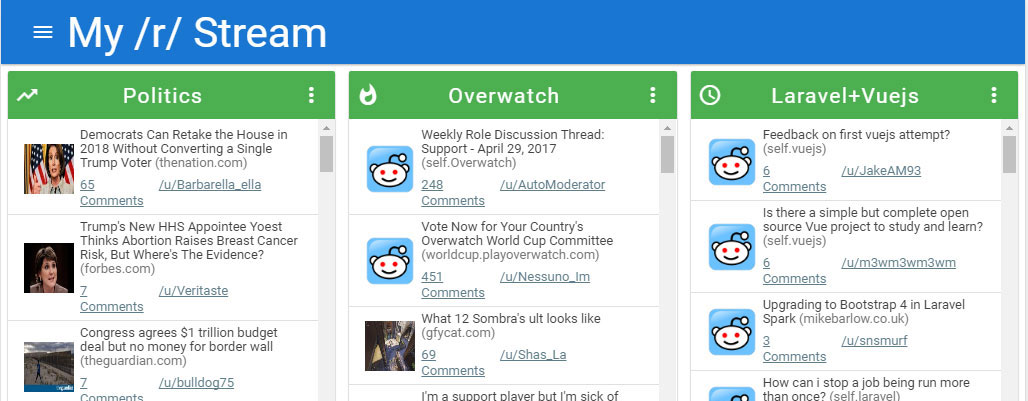 My /r/ Stream
Politics
Democrats Can Retake the House in
2018 Without Converting a Single
Trump Voter (thenation.com)
65
Comments
/u/Barbarella_ella
Trump's New HHS Appointee Yoest
Thinks Abortion Raises Breast Cancer
Risk, But Where's The Evidence?
(forbes.com)
7
Comments
/u/Veritaste
Congress agrees $1 trillion budget
deal but no money for border wall
(theguardian.com)
7
/u/bulldog75
Overwatch
Weekly Role Discussion Thread:
Support - April 29, 2017
(self.Overwatch)
248
Comments
/u/AutoModerator
Vote Now for Your Country's
Overwatch World Cup Committee
(worldcup.playoverwatch.com)
451
Comments
/u/Nessuno_Im
What 12 Sombra's ult looks like
(gfycat.com)
69
Comments
/u/Shas_La
I'm a support player but I'm sick of
Laravel+Vuejs
Feedback on first vuejs attempt?
(self.vuejs)
6
Comments
/u/JakeAM93
Is there a simple but complete open
source Vue project to study and learn?
(self.vuejs)
6
Comments
/u/m3wm3wm3wm
Upgrading to Bootstrap 4 in Laravel
Spark (mikebarlow.co.uk)
3
Comments
/u/snsmurf
How can i stop a job being run more
than once? (self.laravel)